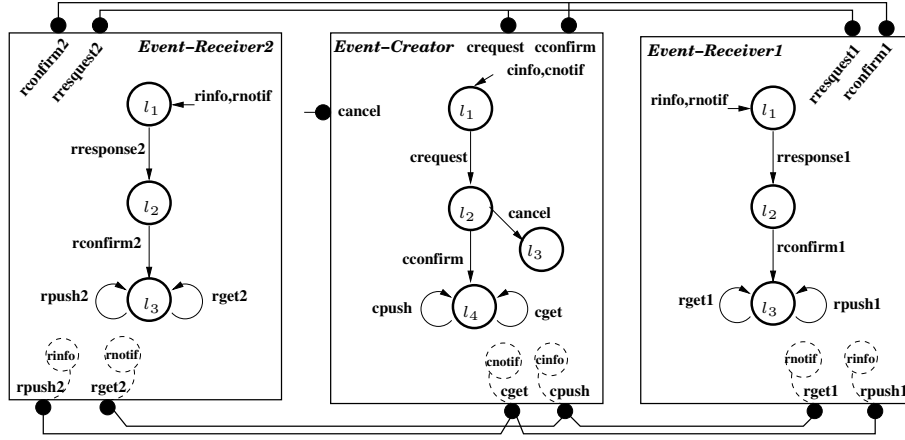 rconfirm2
rresquest2
Event-Receiver2
l1
rinfo,rnotif
rresponse2
l2
rconfirm2
l3
rpush2
rget2
rinfo
rnotif
rpush2
rget2
cancel
Event-Creator
crequest
cconfirm
cinfo,cnotif
l1
crequest
l2
cancel
l3
cconfirm
l4
cpush
cget
cnotif
cinfo
cget
cpush
Event-Receiver1
rresquest1
rconfirm1
rinfo,rnotif
l1
rresponse1
l2
rconfirm1
l3
rget1
rpush1
rnotif
rinfo
rget1
rpush1